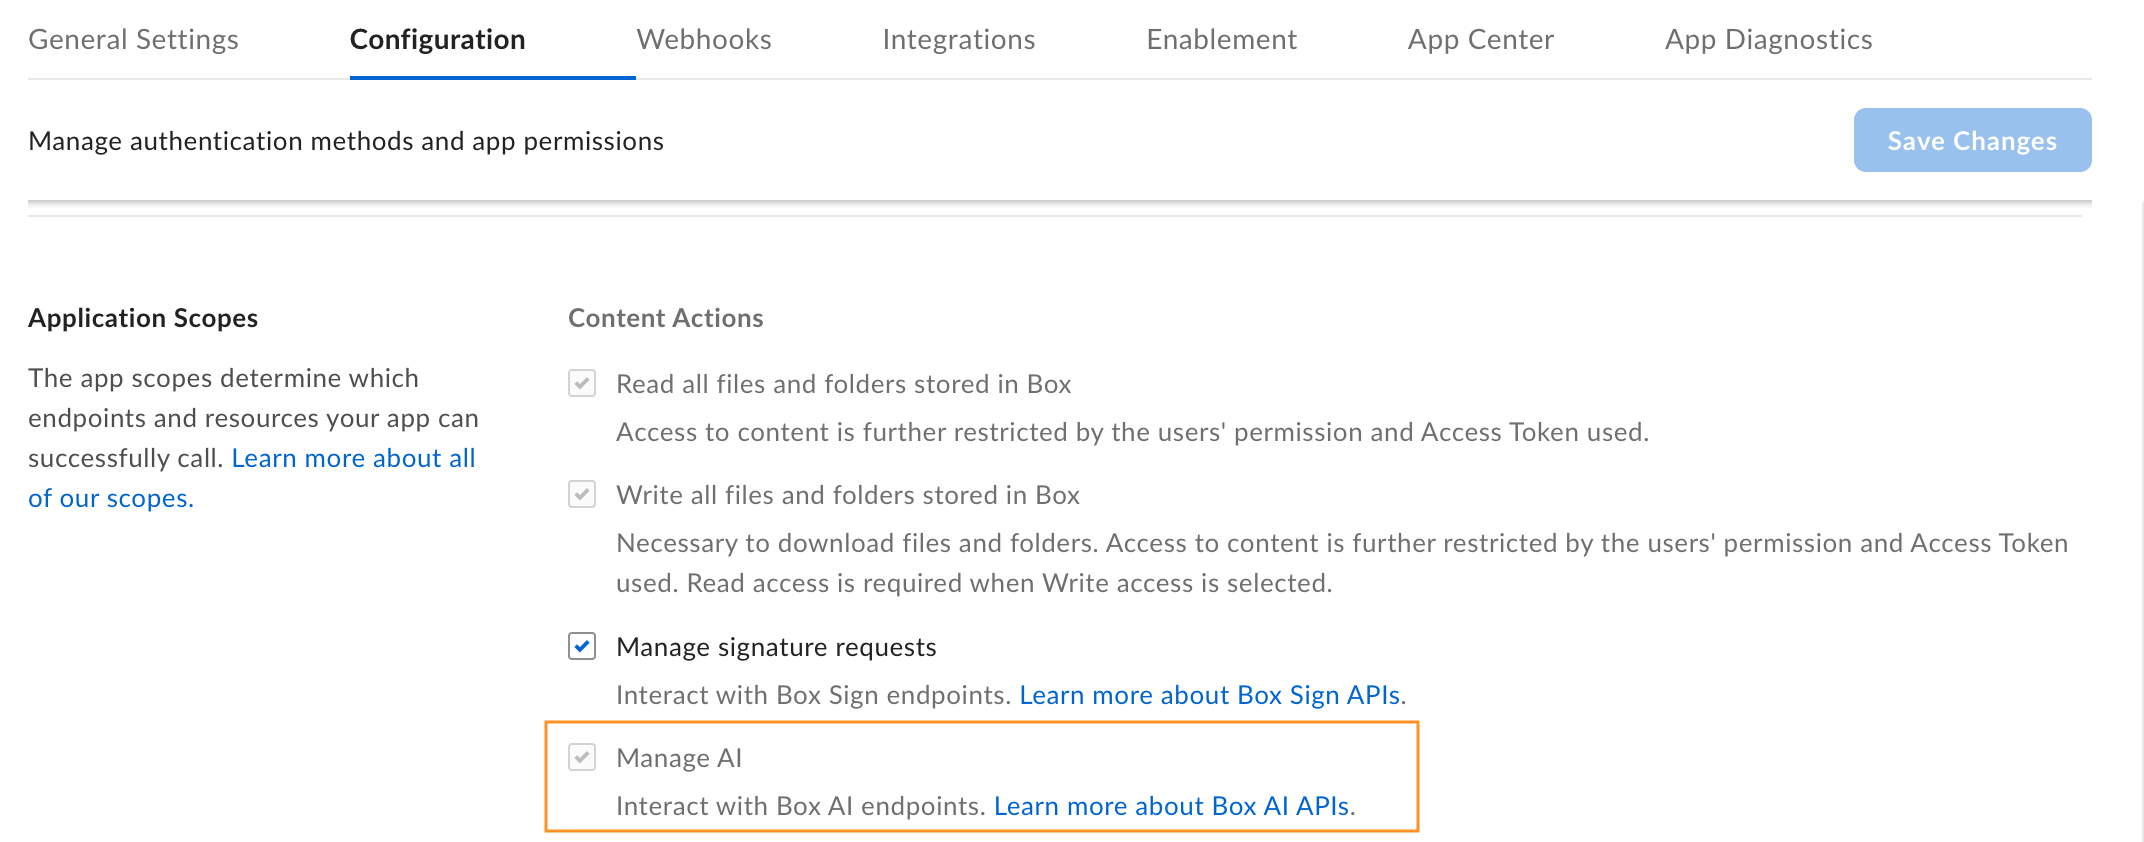 General Settings Configuration Webhooks Integrations Enablement App Center App Diagnostics
Manage authentication methods and app permissions
Save Changes
Application Scopes
The app scopes determine which
endpoints and resources your app can
successfully call. Learn more about all
of our scopes.
Content Actions
Read all files and folders stored in Box
Access to content is further restricted by the users' permission and Access Token used.
Write all files and folders stored in Box
Necessary to download files and folders. Access to content is further restricted by the users' permission and Access Token
used. Read access is required when Write access is selected.
Manage signature requests
Interact with Box Sign endpoints. Learn more about Box Sign APIs.
Manage AI
Interact with Box AI endpoints. Learn more about Box AI APIs.